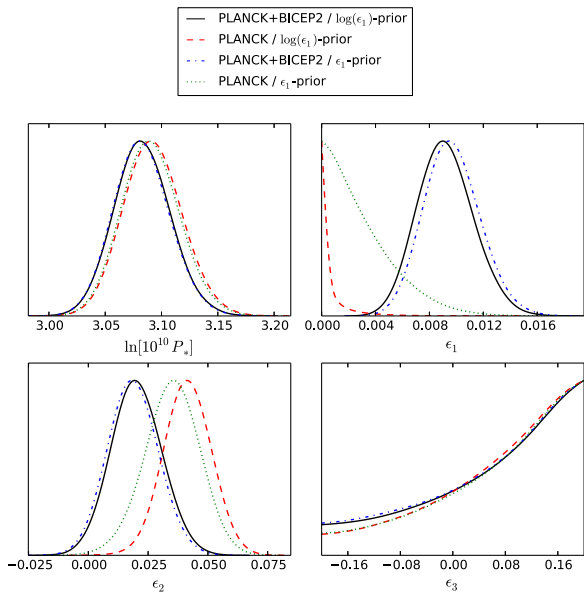 PLANCK+BICEP2 / log(ϵ₁)-prior
PLANCK / log(ϵ₁)-prior
PLANCK+BICEP2 / ϵ₁-prior
PLANCK / ϵ₁-prior
3.00 3.05 3.10 3.15 3.20
ln[10¹⁰ P*]
0.000 0.004 0.008 0.012 0.016
ϵ₁
−0.025 0.000 0.025 0.050 0.075
ϵ₂
−0.16 −0.08 0.00 0.08 0.16
ϵ₃